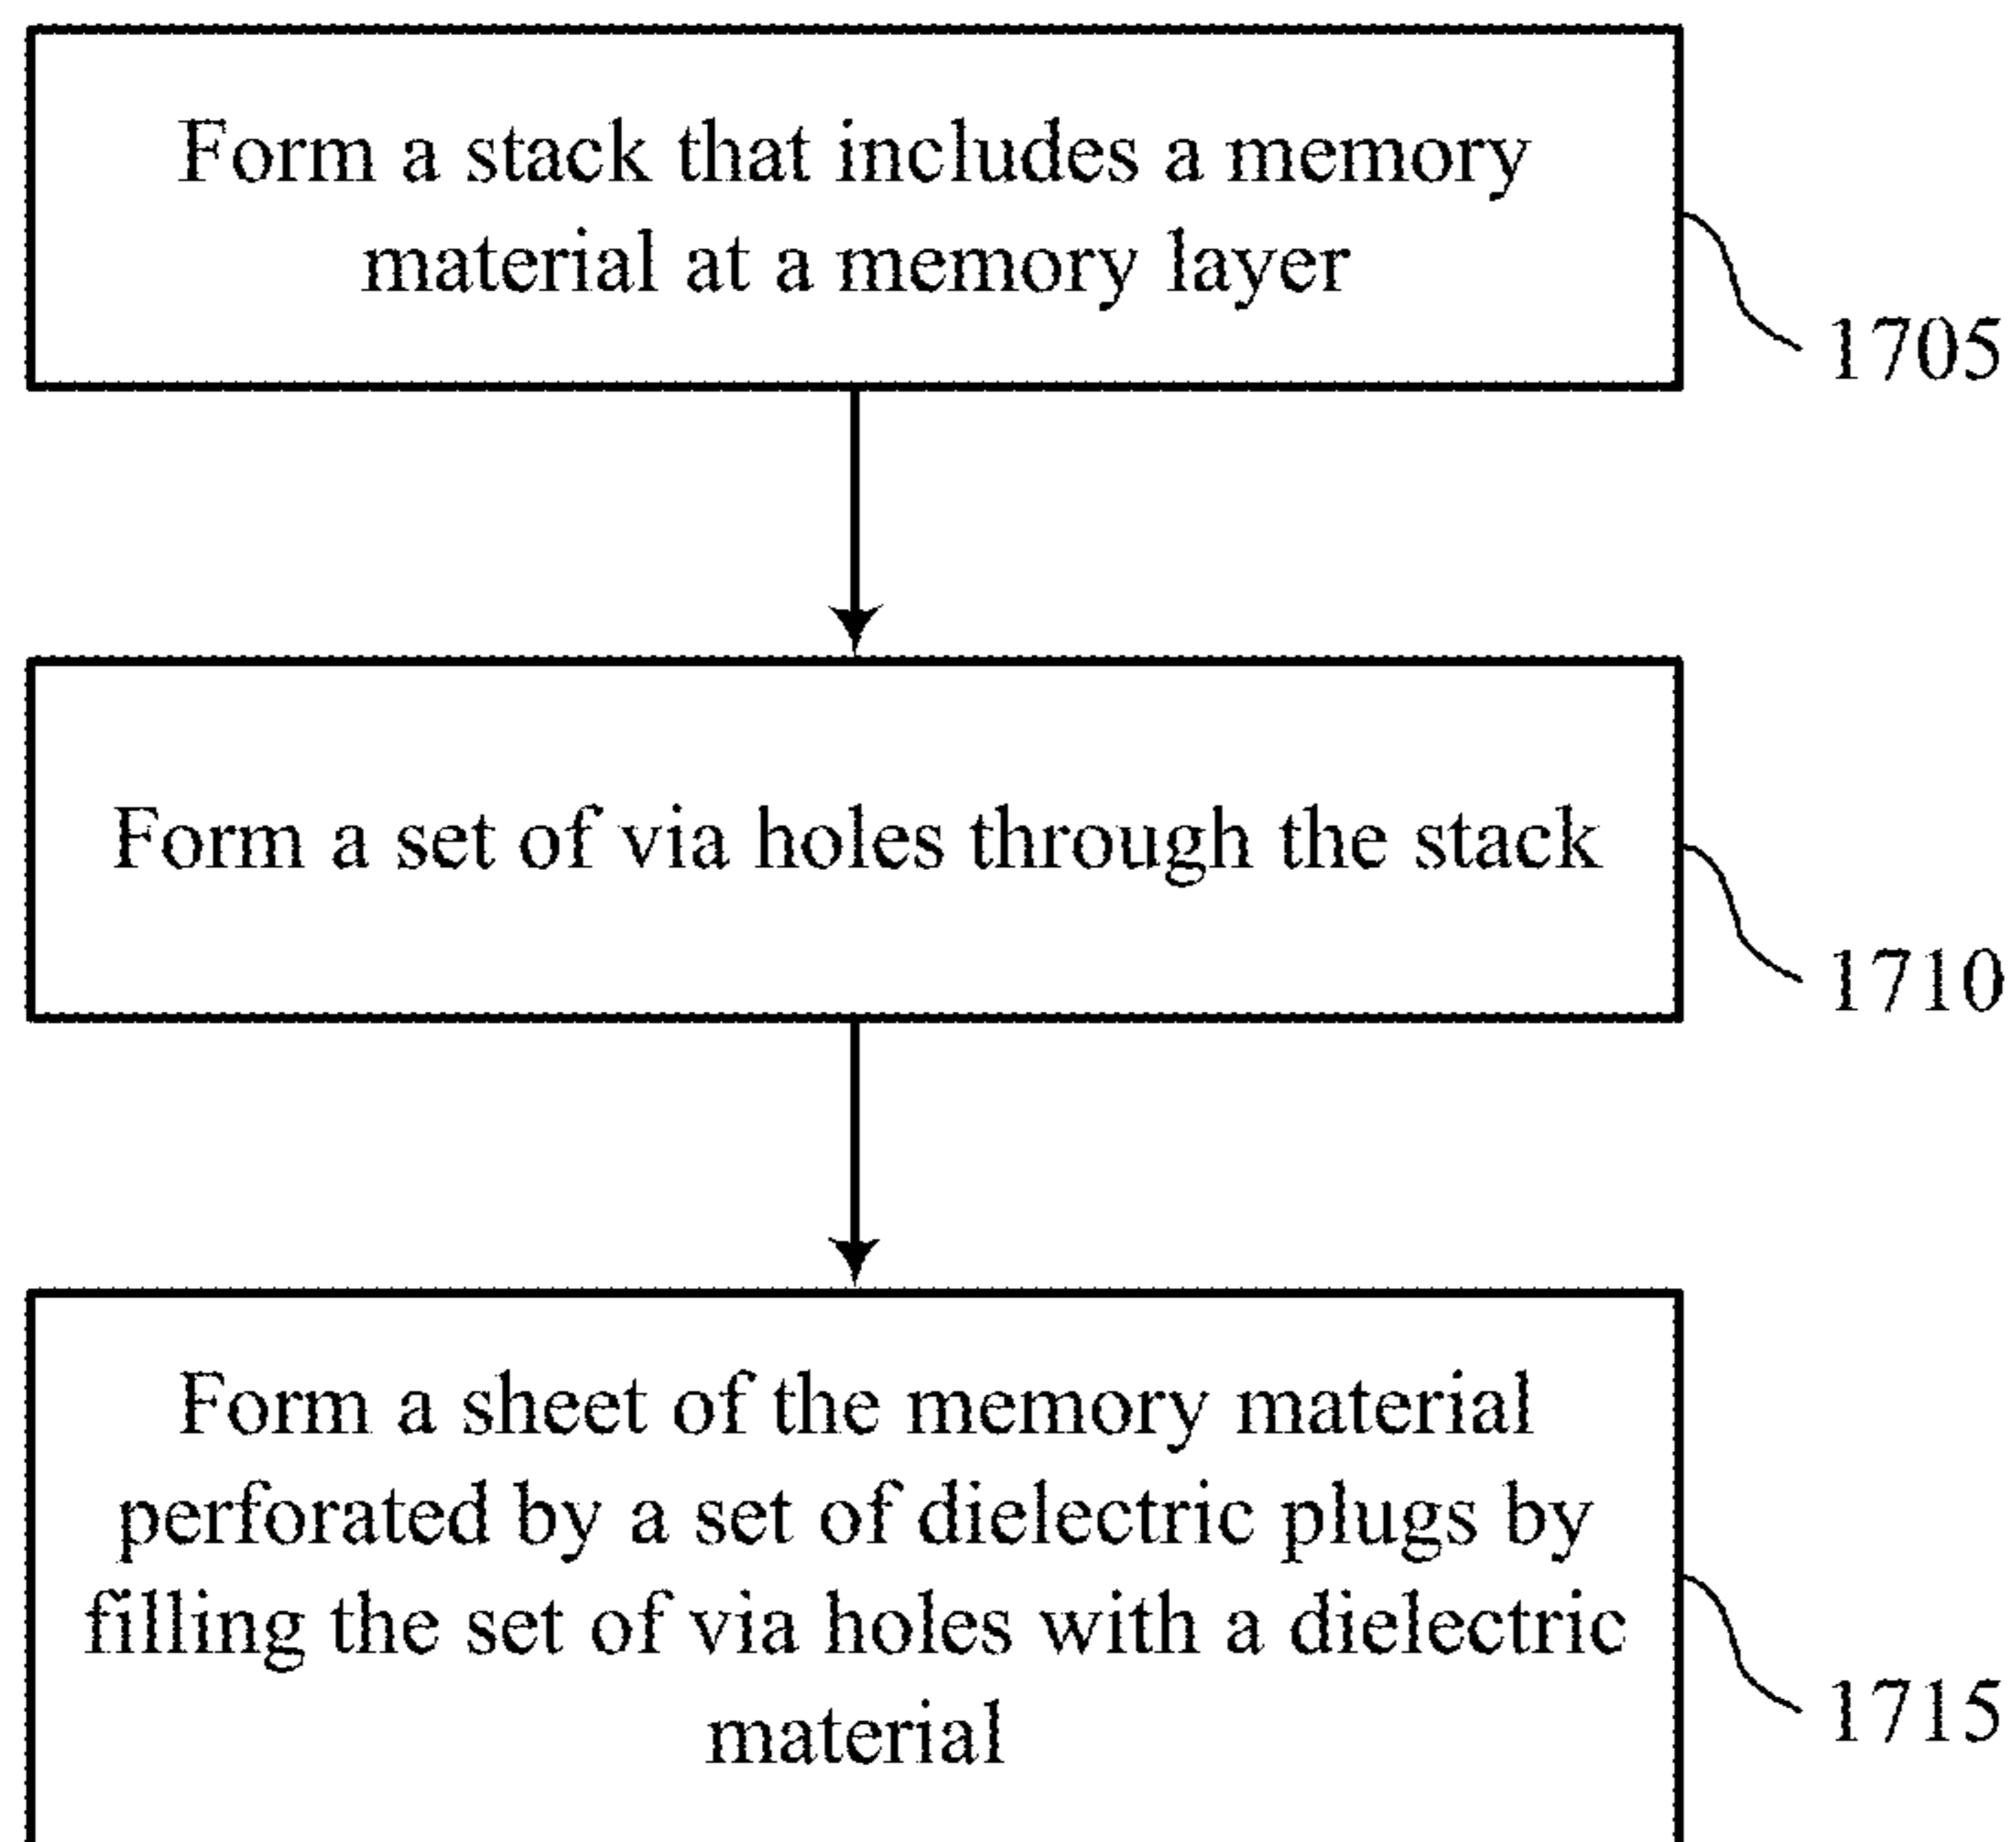 Form a stack that includes a memory
material at a memory layer
1705
Form a set of via holes through the stack
1710
Form a sheet of the memory material
perforated by a set of dielectric plugs by
filling the set of via holes with a dielectric
material
1715